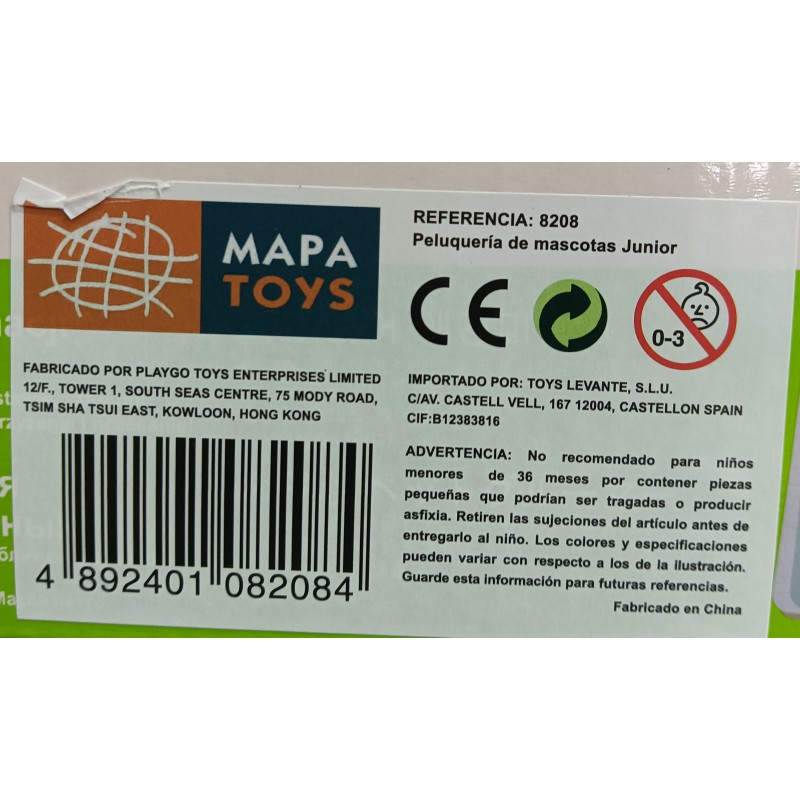 MAPA
TOYS
REFERENCIA: 8208
Peluquería de mascotas Junior
CE
0-3
FABRICADO POR PLAYGO TOYS ENTERPRISES LIMITED
12/F., TOWER 1, SOUTH SEAS CENTRE, 75 MODY ROAD,
TSIM SHA TSUI EAST, KOWLOON, HONG KONG
4 892401 082084
IMPORTADO POR: TOYS LEVANTE, S.L.U.
C/AV. CASTELL VELL, 167 12004, CASTELLON SPAIN
CIF:B12383816
ADVERTENCIA: No recomendado para niños
menores de 36 meses por contener piezas
pequeñas que podrían ser tragadas o producir
asfixia. Retiren las sujeciones del artículo antes de
entregarlo al niño. Los colores y especificaciones
pueden variar con respecto a los de la ilustración.
Guarde esta información para futuras referencias.
Fabricado en China